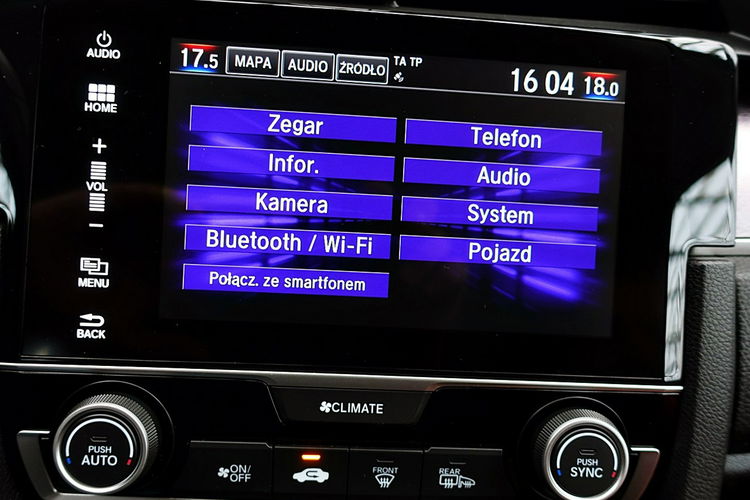 AUDIO
HOME
+
VOL
−
MENU
BACK
17.5 MAPA AUDIO ŹRÓDŁO TA TP 16 04 18.0
Zegar
Telefon
Infor.
Audio
Kamera
System
Bluetooth / Wi-Fi
Pojazd
Połącz. ze smartfonem
CLIMATE
PUSH
AUTO
ON/
OFF
FRONT
REAR
PUSH
SYNC